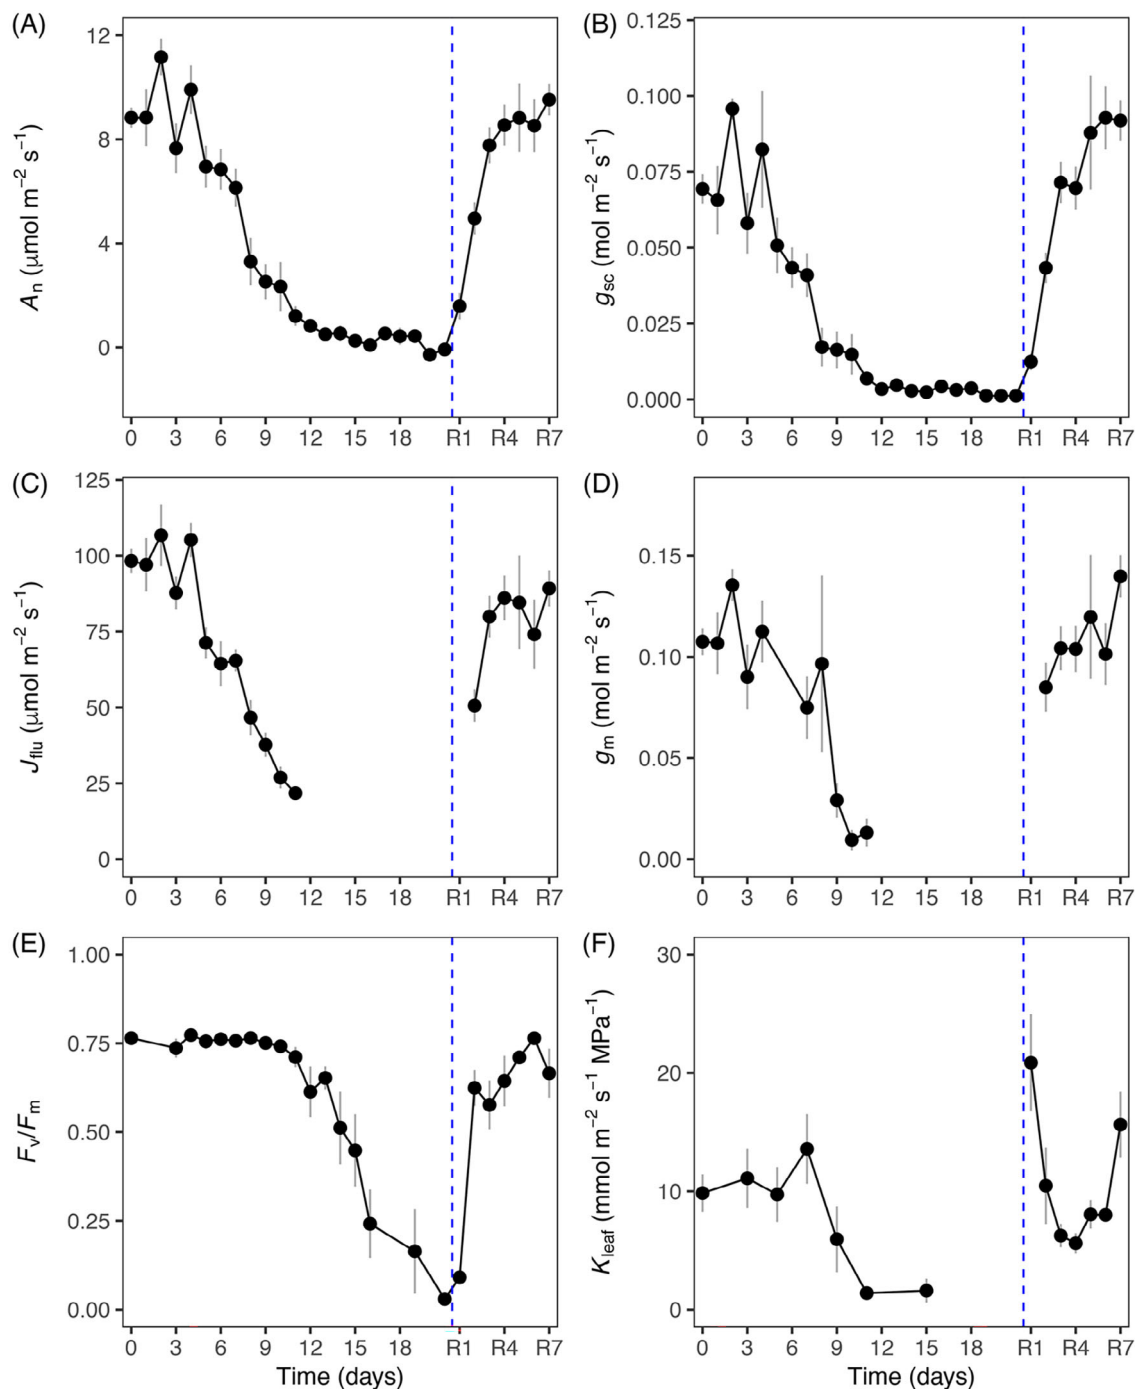 (A)
12
8
4
0
Aₙ (μmol m⁻² s⁻¹)
0 3 6 9 12 15 18 R1 R4 R7
(B)
0.125
0.100
0.075
0.050
0.025
0.000
g_sc (mol m⁻² s⁻¹)
0 3 6 9 12 15 18 R1 R4 R7
(C)
125
100
75
50
25
0
J_flu (μmol m⁻² s⁻¹)
0 3 6 9 12 15 18 R1 R4 R7
(D)
0.15
0.10
0.05
0.00
g_m (mol m⁻² s⁻¹)
0 3 6 9 12 15 18 R1 R4 R7
(E)
1.00
0.75
0.50
0.25
0.00
F_v/F_m
0 3 6 9 12 15 18 R1 R4 R7
Time (days)
(F)
30
20
10
0
K_leaf (mmol m⁻² s⁻¹ MPa⁻¹)
0 3 6 9 12 15 18 R1 R4 R7
Time (days)